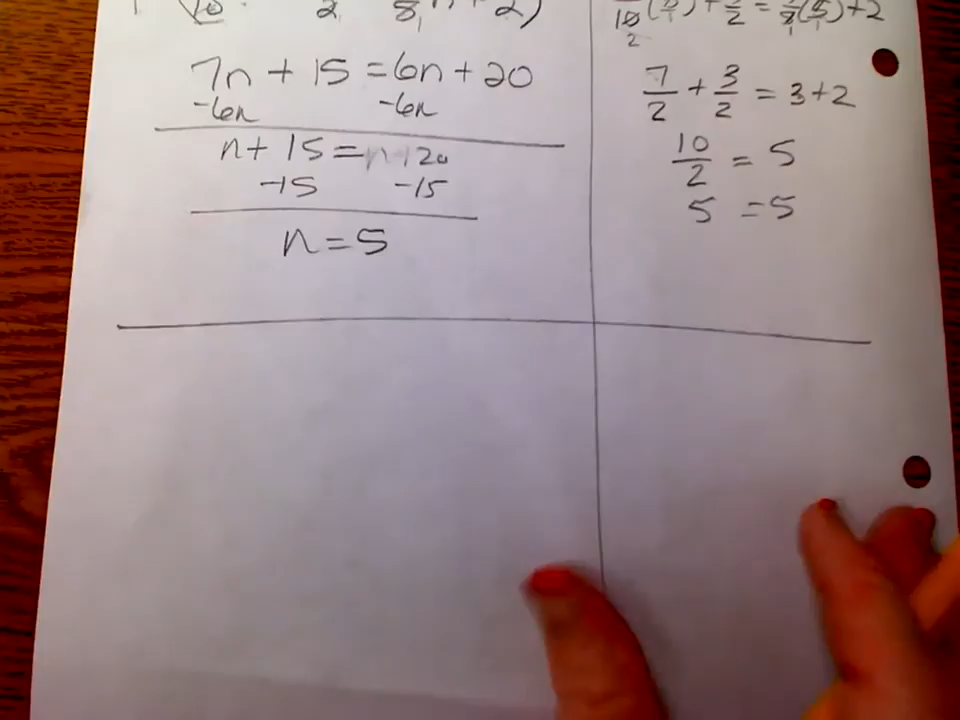 7n + 15 = 6n + 20
-6n -6n
n + 15 = 20
-15 -15
n = 5
7/2 + 3/2 = 3 + 2
10/2 = 5
5 = 5